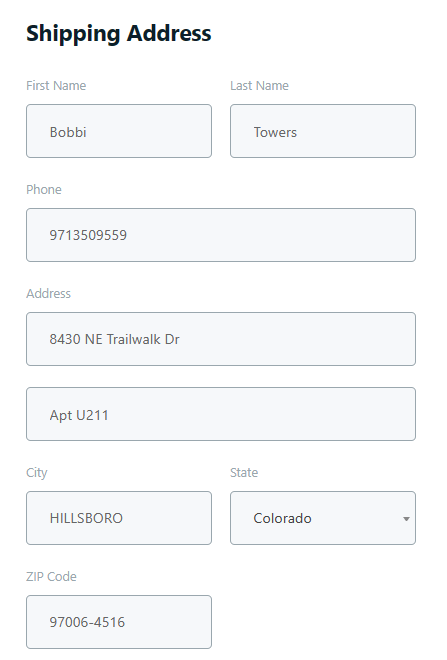 Shipping Address
First Name Last Name
Bobbi Towers
Phone
9713509559
Address
8430 NE Trailwalk Dr
Apt U211
City State
HILLSBORO Colorado
ZIP Code
97006-4516